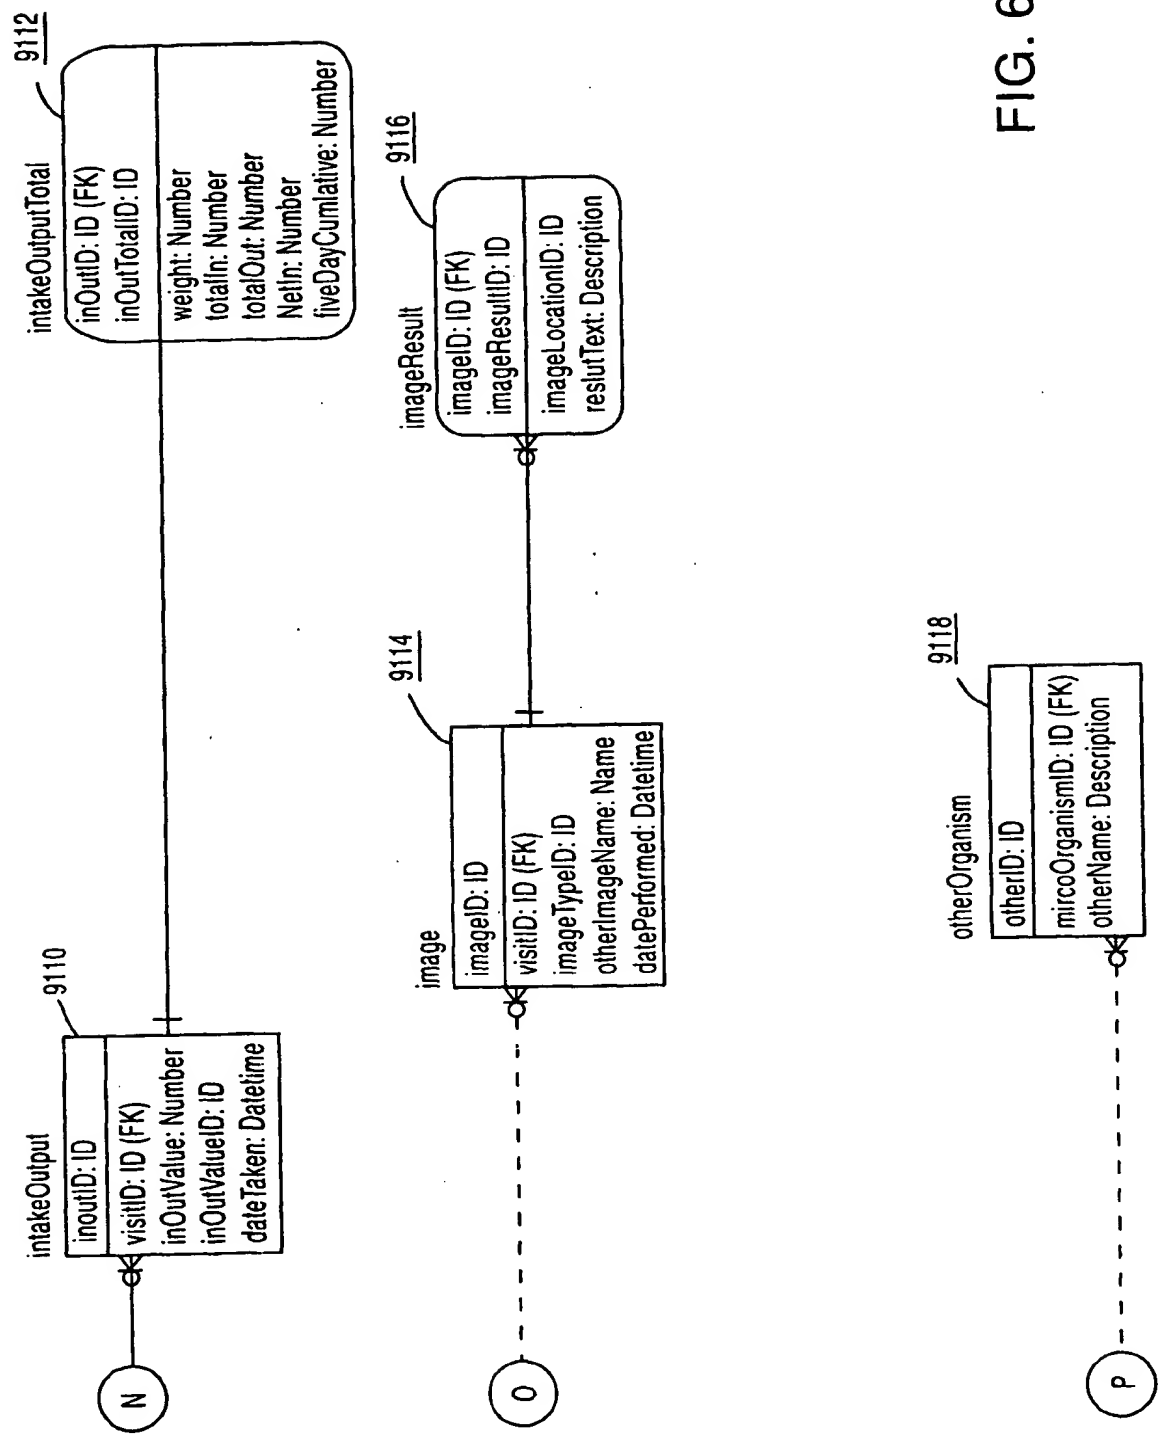 9112
intakeOutputTotal
inOutID: ID (FK)
inOutTotalID: ID
weight: Number
totalIn: Number
totalOut: Number
NetIn: Number
fiveDayCumlative: Number
9110
intakeOutput
inoutID: ID
visitID: ID (FK)
inOutValue: Number
inOutValueID: ID
dateTaken: Datetime
N
9116
imageResult
imageID: ID (FK)
imageResultID: ID
imageLocationID: ID
reslutText: Description
9114
image
imageID: ID
visitID: ID (FK)
imageTypeID: ID
otherImageName: Name
datePerformed: Datetime
O
9118
otherOrganism
otherID: ID
mircoOrganismID: ID (FK)
otherName: Description
P
FIG. 6